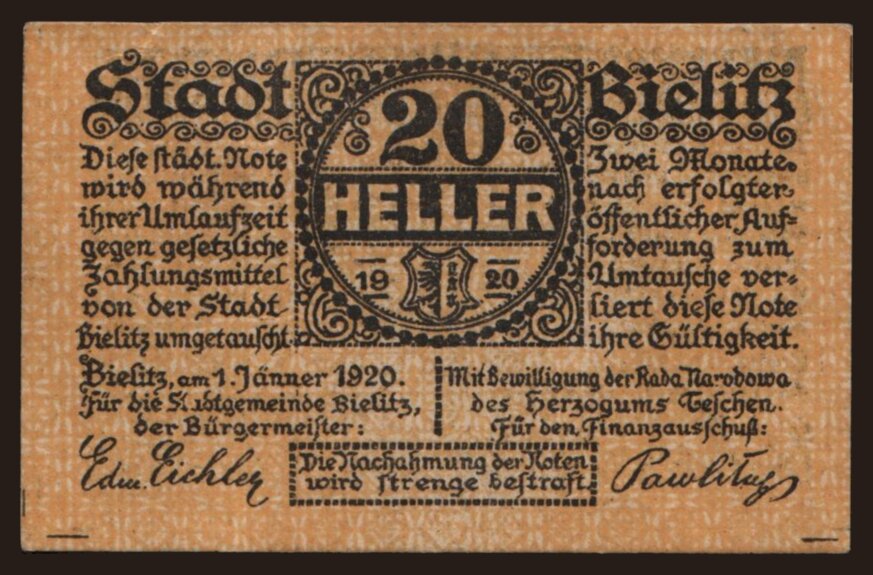 Stadt
Bielitz
20
HELLER
19 20
Diese städt. Note
wird während
ihrer Umlaufzeit
gegen gesetzliche
Zahlungsmittel
von der Stadt
Bielitz umgetauscht.
Zwei Monate
nach erfolgter
öffentlicher Auf=
forderung zum
Umtausche ver=
liert diese Note
ihre Gültigkeit.
Bielitz, am 1. Jänner 1920.
Für die Stadtgemeinde Bielitz,
der Bürgermeister:
Edm. Eichler
Mit Bewilligung der Rada Narodowa
des Herzogums Teschen.
Für den Finanzausschuß:
Die Nachahmung der Noten
wird strenge bestraft.